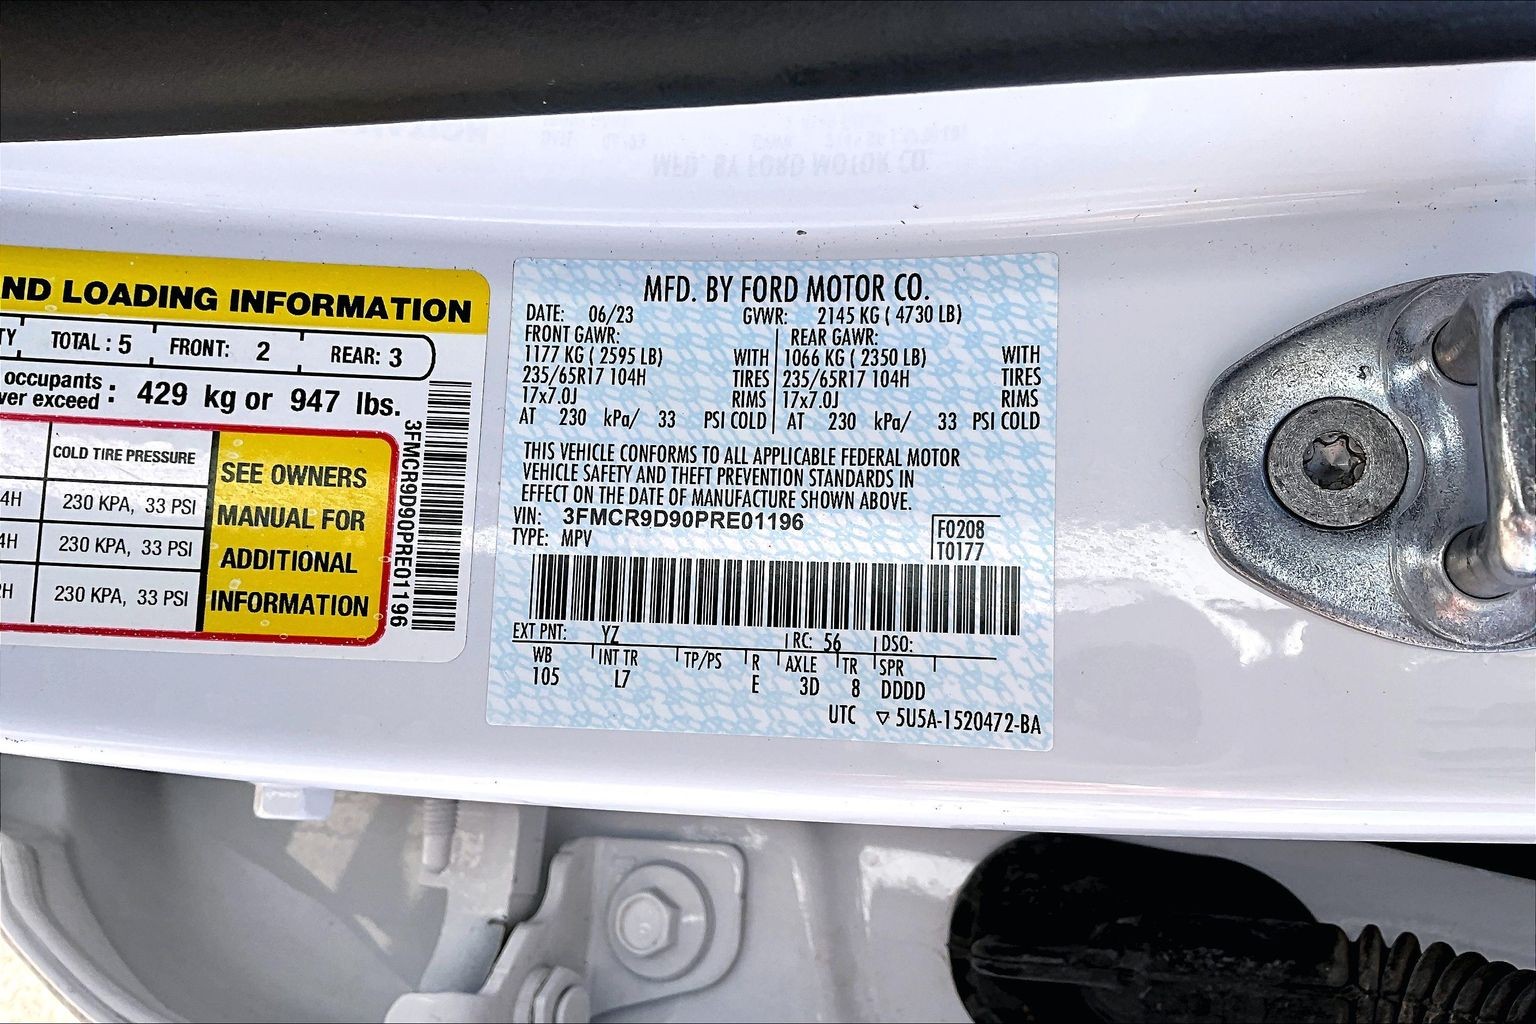 ND LOADING INFORMATION
TY TOTAL : 5 FRONT: 2 REAR: 3
occupants
ver exceed : 429 kg or 947 lbs.
COLD TIRE PRESSURE
4H 230 KPA, 33 PSI
4H 230 KPA, 33 PSI
2H 230 KPA, 33 PSI
SEE OWNERS
MANUAL FOR
ADDITIONAL
INFORMATION
3FMCR9D90PRE01196
MFD. BY FORD MOTOR CO.
DATE: 06/23 GVWR: 2145 KG ( 4730 LB)
FRONT GAWR: REAR GAWR:
1177 KG ( 2595 LB) WITH 1066 KG ( 2350 LB) WITH
235/65R17 104H TIRES 235/65R17 104H TIRES
17x7.0J RIMS 17x7.0J RIMS
AT 230 kPa/ 33 PSI COLD AT 230 kPa/ 33 PSI COLD
THIS VEHICLE CONFORMS TO ALL APPLICABLE FEDERAL MOTOR
VEHICLE SAFETY AND THEFT PREVENTION STANDARDS IN
EFFECT ON THE DATE OF MANUFACTURE SHOWN ABOVE.
VIN: 3FMCR9D90PRE01196
TYPE: MPV
F0208
T0177
EXT PNT: YZ RC: 56 DSO:
WB INT TR TP/PS R AXLE TR SPR
105 L7 E 3D 8 DDDD
UTC ▽ 5U5A-1520472-BA